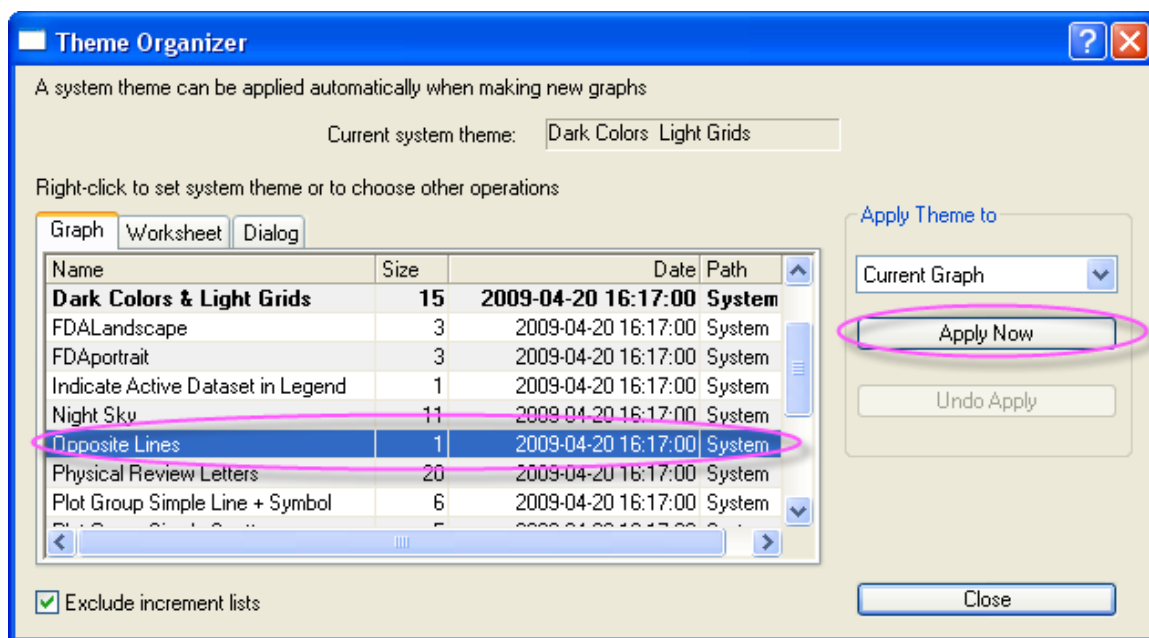 Theme Organizer
A system theme can be applied automatically when making new graphs
Current system theme: Dark Colors Light Grids
Right-click to set system theme or to choose other operations
Graph Worksheet Dialog
Name Size Date Path
Dark Colors & Light Grids 15 2009-04-20 16:17:00 System
FDALandscape 3 2009-04-20 16:17:00 System
FDAportrait 3 2009-04-20 16:17:00 System
Indicate Active Dataset in Legend 1 2009-04-20 16:17:00 System
Night Sky 11 2009-04-20 16:17:00 System
Opposite Lines 1 2009-04-20 16:17:00 System
Physical Review Letters 20 2009-04-20 16:17:00 System
Plot Group Simple Line + Symbol 6 2009-04-20 16:17:00 System
Exclude increment lists
Apply Theme to
Current Graph
Apply Now
Undo Apply
Close